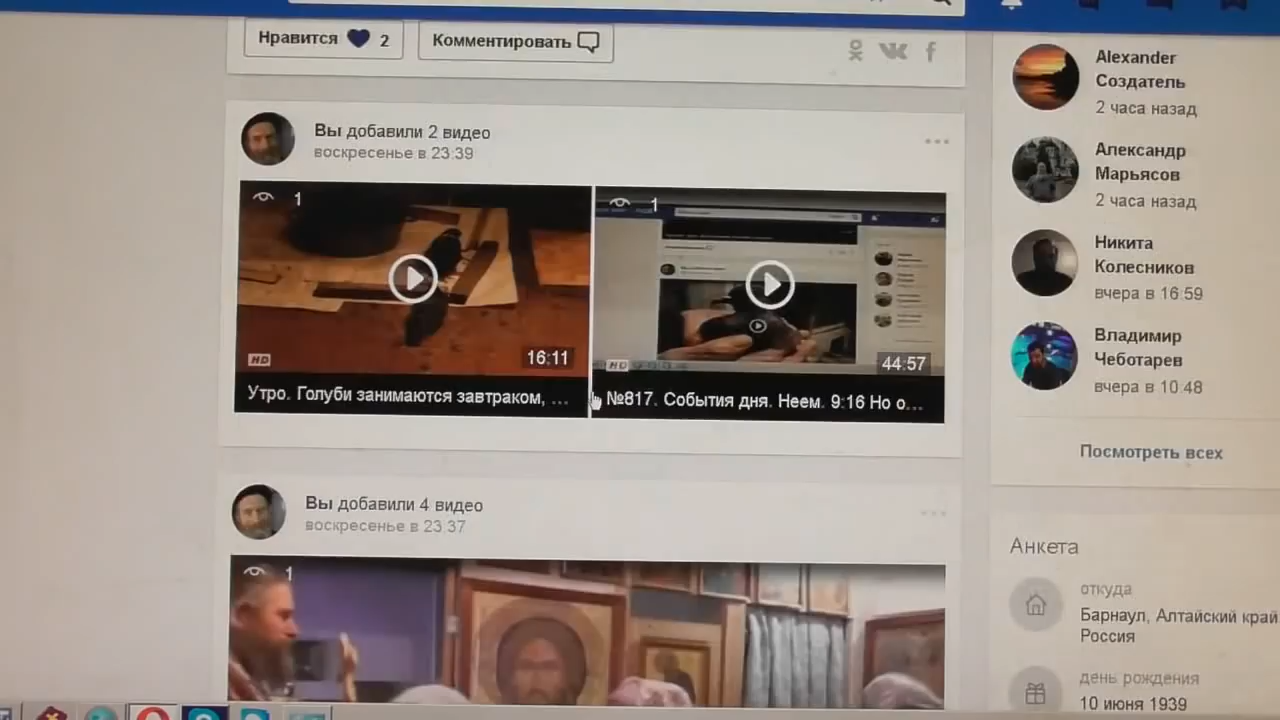 Нравится 2
Комментировать
Вы добавили 2 видео
воскресенье в 23:39
1
HD
16:11
Утро. Голуби занимаются завтраком, ...
1
HD
44:57
№817. События дня. Неем. 9:16 Но о...
Вы добавили 4 видео
воскресенье в 23:37
1
Alexander
Создатель
2 часа назад
Александр
Марьясов
2 часа назад
Никита
Колесников
вчера в 16:59
Владимир
Чеботарев
вчера в 10:48
Посмотреть всех
Анкета
откуда
Барнаул, Алтайский край,
Россия
день рождения
10 июня 1939